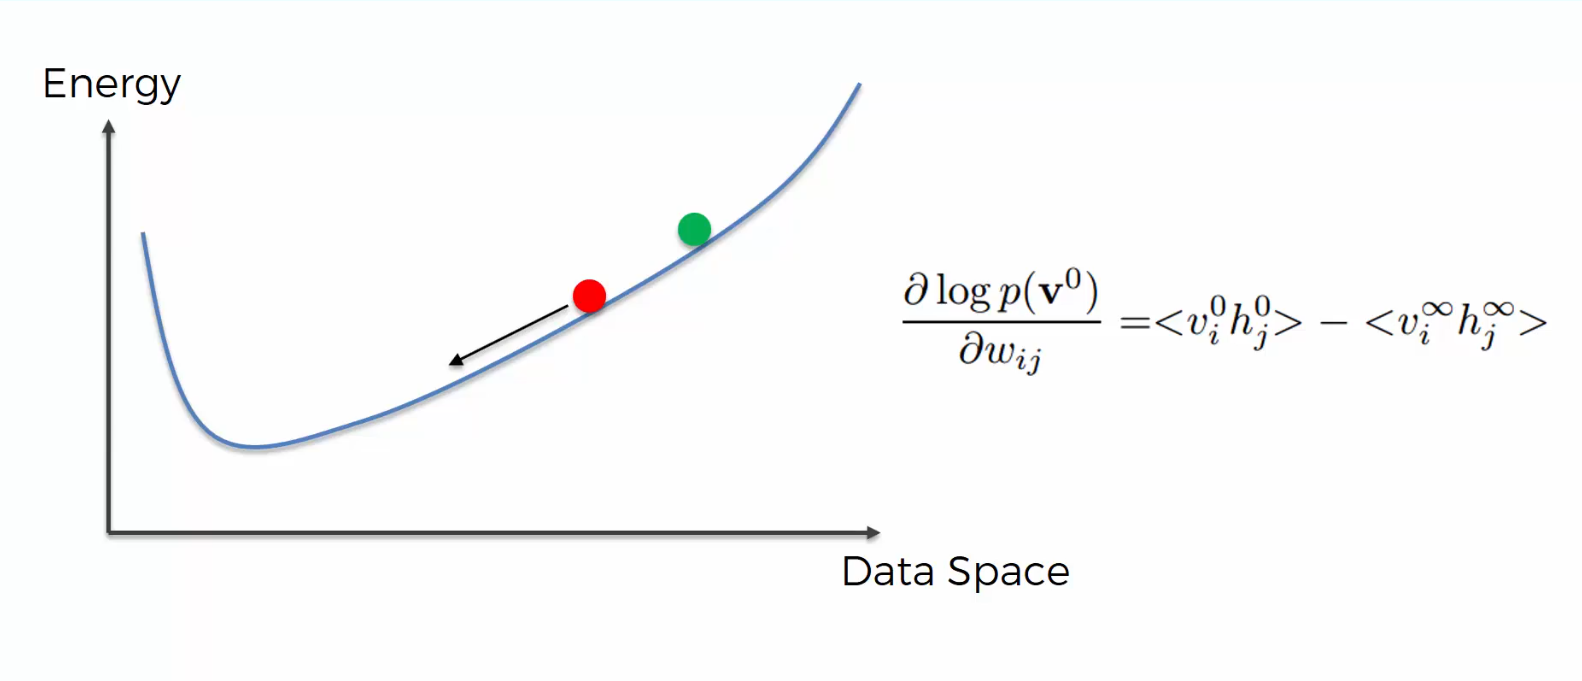 Energy
∂ log p(v⁰)
∂wᵢⱼ
=<vᵢ⁰hⱼ⁰> − <vᵢ^∞hⱼ^∞>
Data Space